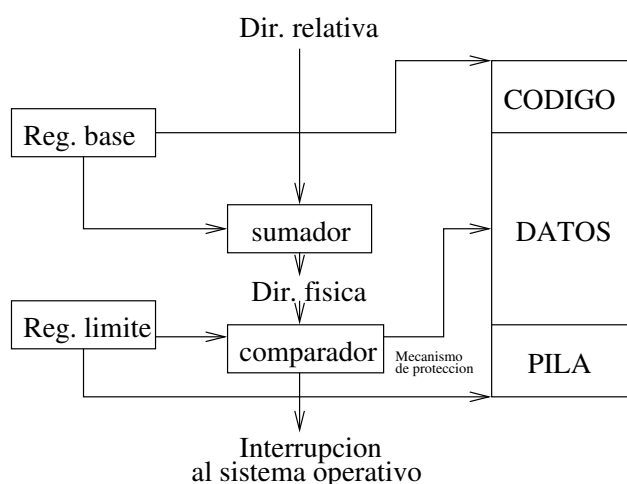 Dir. relativa
CODIGO
Reg. base
sumador
DATOS
Dir. fisica
Reg. limite
comparador
Mecanismo
de proteccion
PILA
Interrupcion
al sistema operativo